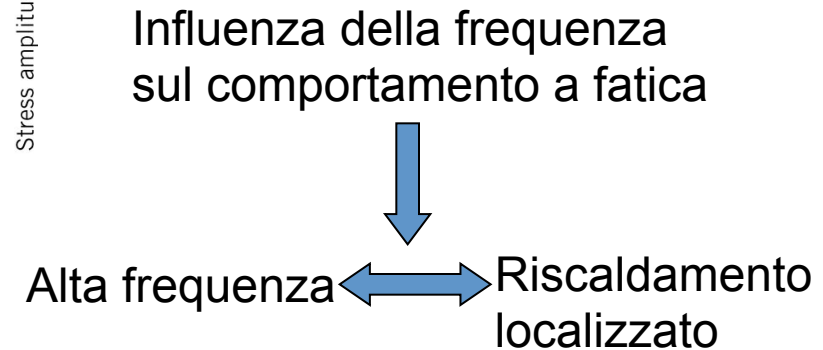 Stress amplitu
Influenza della frequenza
sul comportamento a fatica
Alta frequenza
Riscaldamento
localizzato